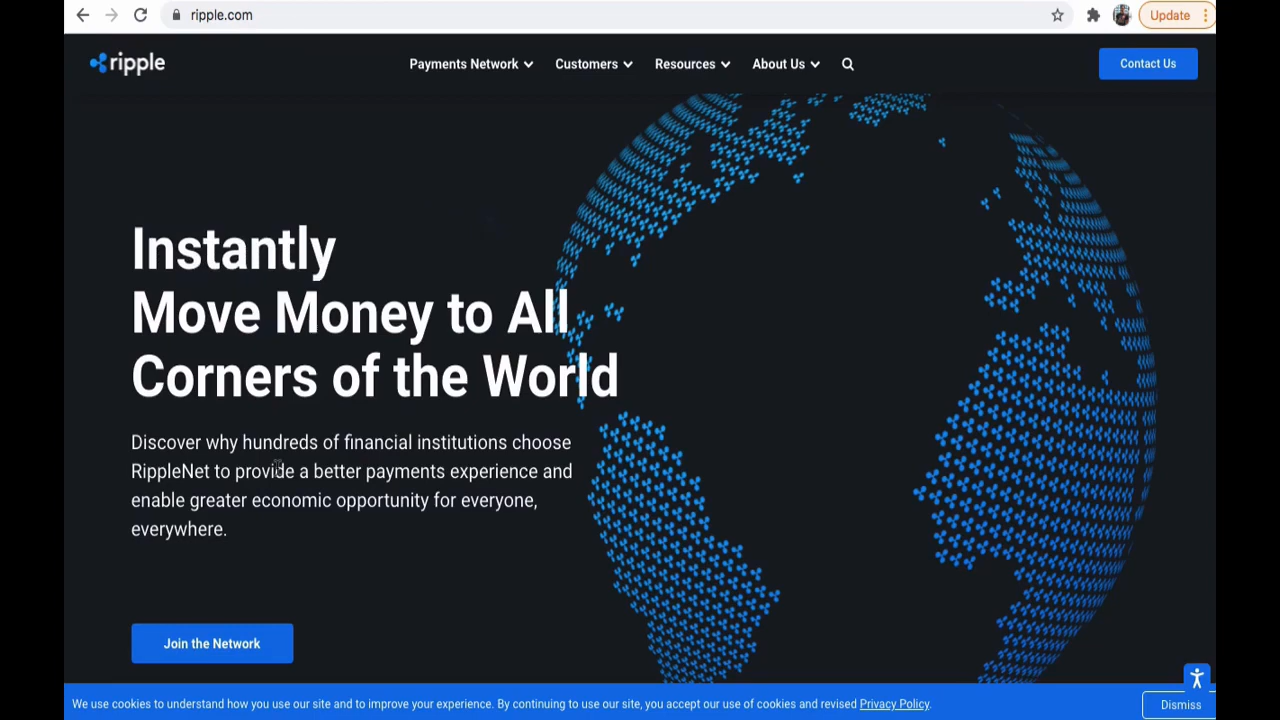 ripple.com
Update
ripple
Payments Network
Customers
Resources
About Us
Contact Us
Instantly
Move Money to All
Corners of the World
Discover why hundreds of financial institutions choose
RippleNet to provide a better payments experience and
enable greater economic opportunity for everyone,
everywhere.
Join the Network
We use cookies to understand how you use our site and to improve your experience. By continuing to use our site, you accept our use of cookies and revised Privacy Policy.
Dismiss